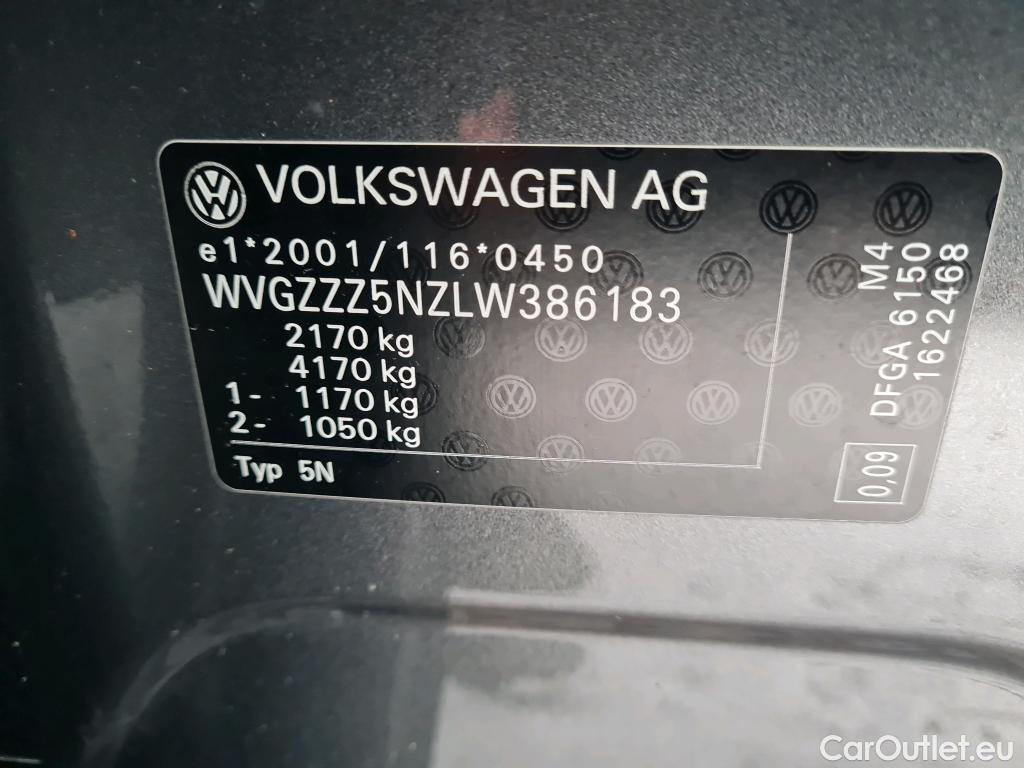 VOLKSWAGEN AG
e1*2001/116*0450
WVGZZZ5NZLW386183
2170 kg
4170 kg
1- 1170 kg
2- 1050 kg
Typ 5N
M4
DFGA 6150
1622468
0,09
CarOutlet.eu